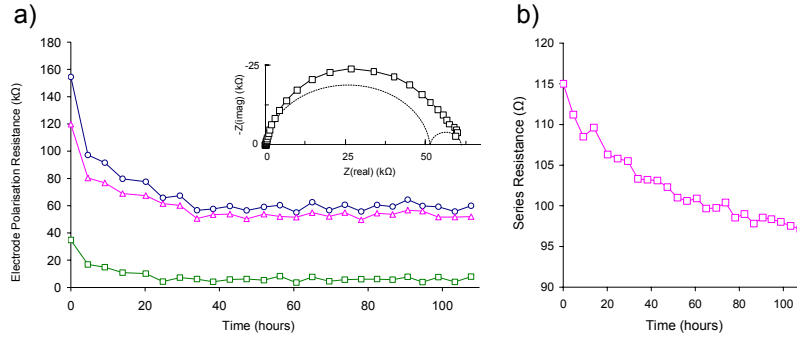 a)
180
160
140
120
100
80
60
40
20
0
0 20 40 60 80 100
Time (hours)
Electrode Polarisation Resistance (kΩ)
-25
0
0 25 50
-Z(imag) (kΩ)
Z(real) (kΩ)
b)
120
115
110
105
100
95
90
0 20 40 60 80 100
Time (hours)
Series Resistance (Ω)